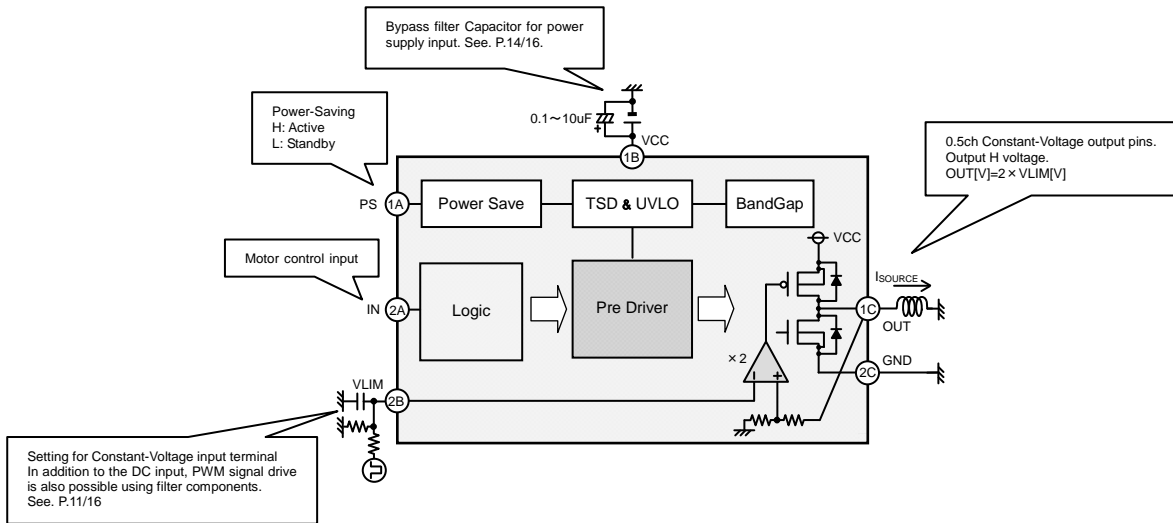 Bypass filter Capacitor for power
supply input. See. P.14/16.
Power-Saving
H: Active
L: Standby
0.1～10uF
+
VCC
1B
0.5ch Constant-Voltage output pins.
Output H voltage.
OUT[V]=2×VLIM[V]
PS
1A
Power Save
TSD & UVLO
BandGap
VCC
Motor control input
ISOURCE
IN
2A
Logic
Pre Driver
1C
OUT
×2
GND
2C
VLIM
2B
Setting for Constant-Voltage input terminal
In addition to the DC input, PWM signal drive
is also possible using filter components.
See. P.11/16